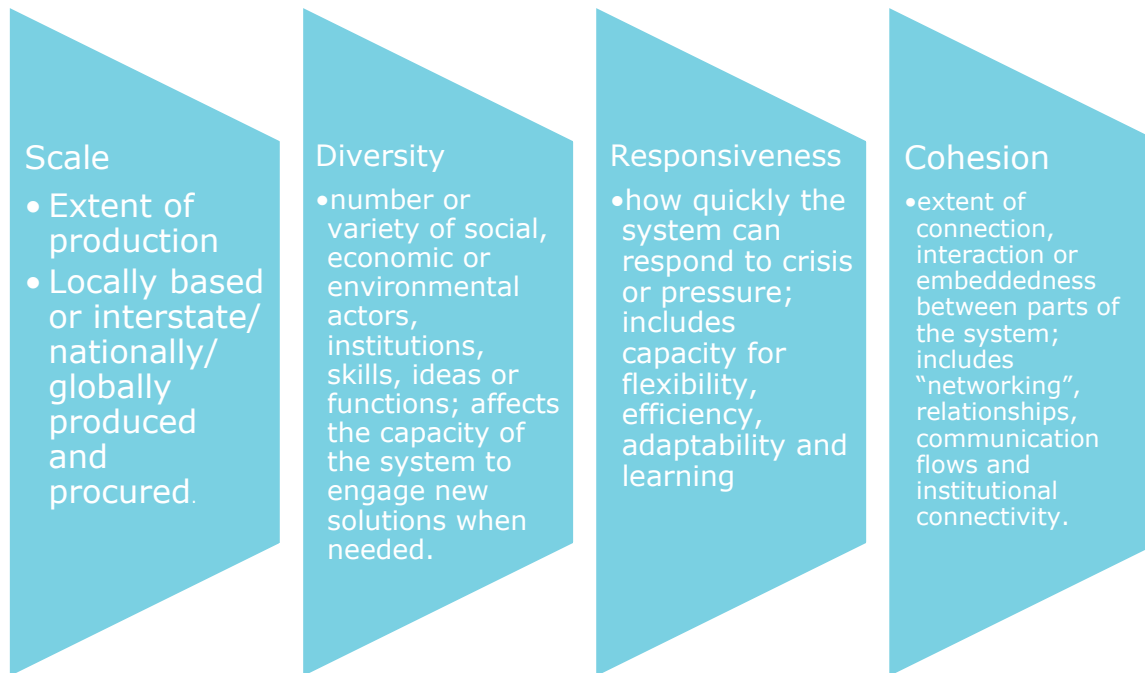 Scale
•Extent of
production
•Locally based
or interstate/
nationally/
globally
produced
and
procured.
Diversity
•number or
variety of social,
economic or
environmental
actors,
institutions,
skills, ideas or
functions; affects
the capacity of
the system to
engage new
solutions when
needed.
Responsiveness
•how quickly the
system can
respond to crisis
or pressure;
includes
capacity for
flexibility,
efficiency,
adaptability and
learning
Cohesion
•extent of
connection,
interaction or
embeddedness
between parts of
the system;
includes
“networking”,
relationships,
communication
flows and
institutional
connectivity.